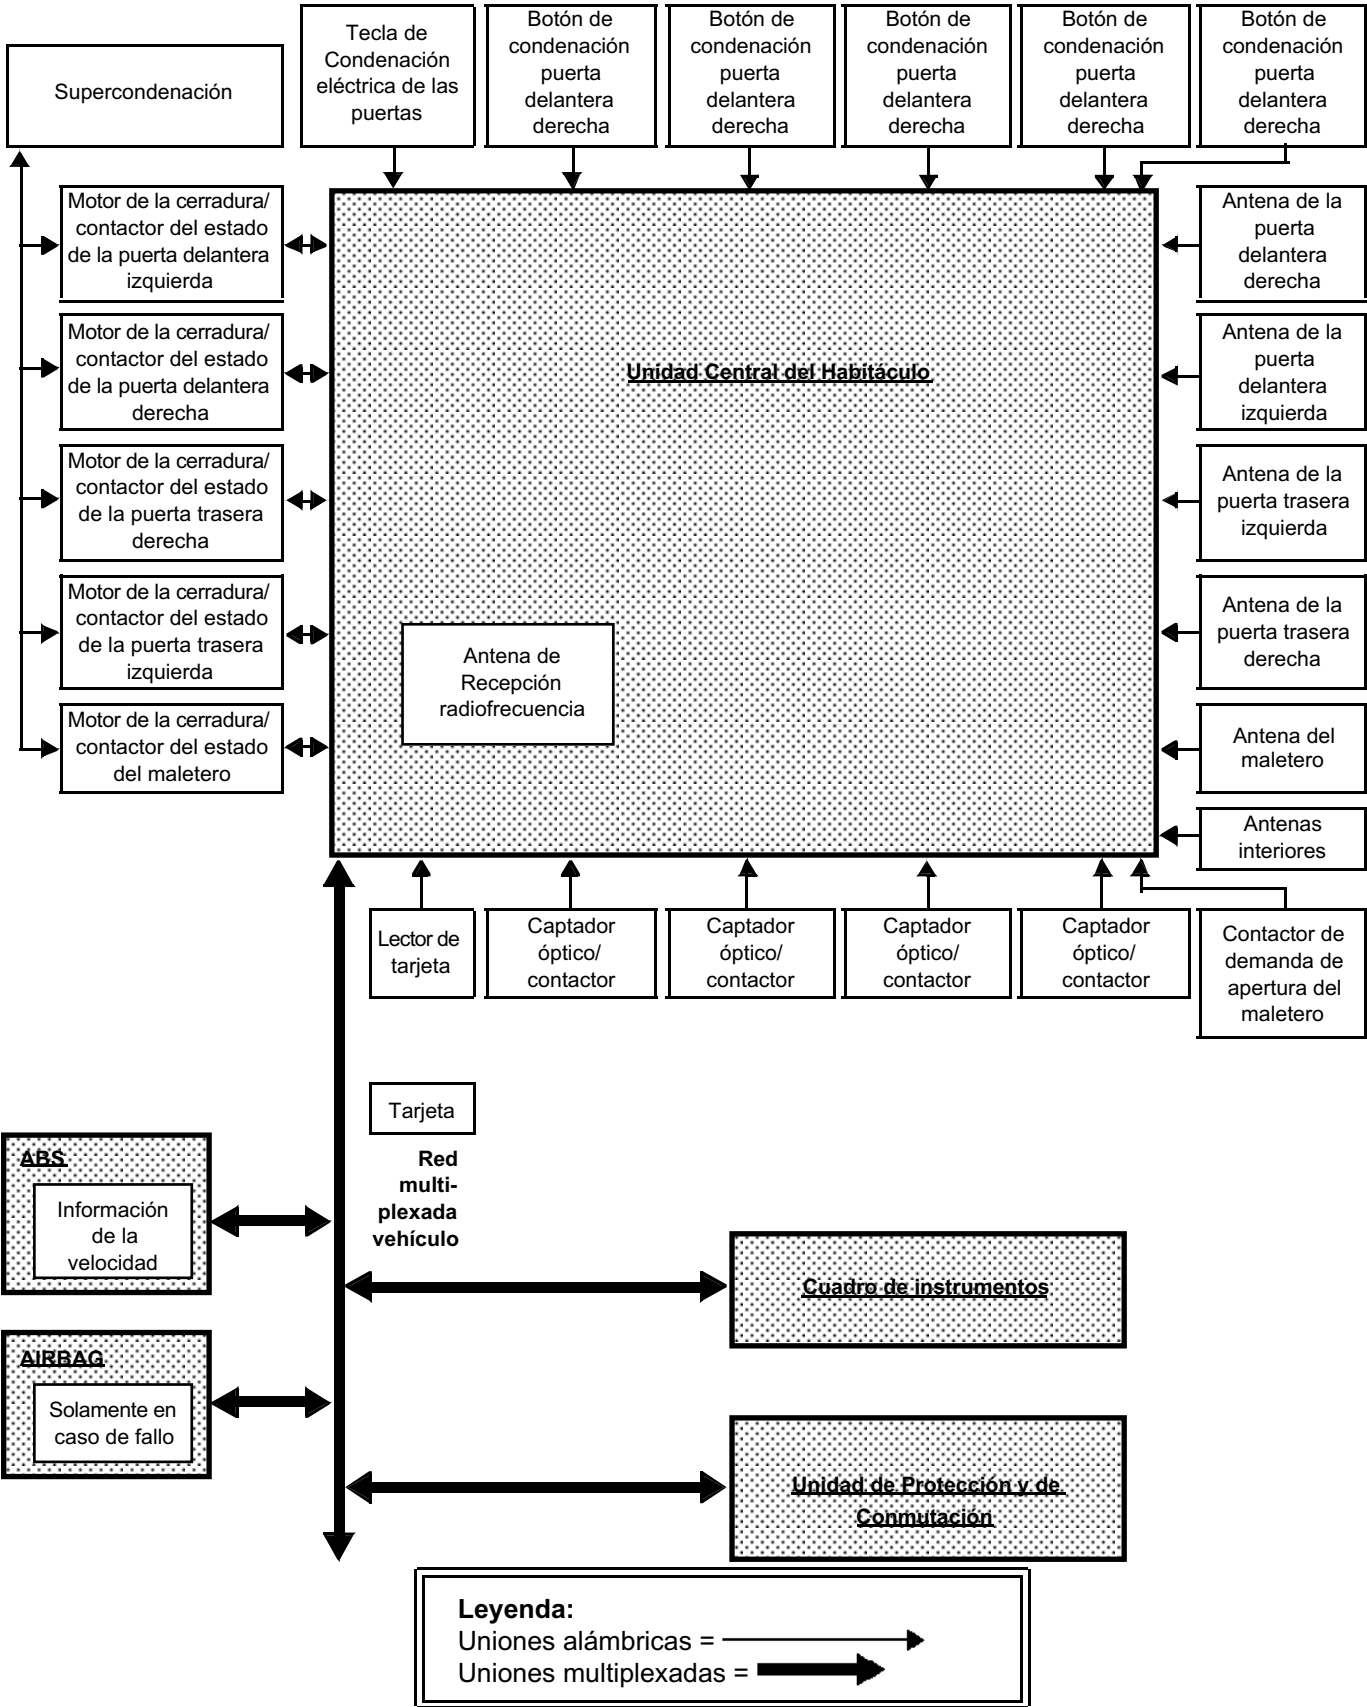 Supercondenación
Tecla de
Condenación
eléctrica de las
puertas
Botón de
condenación
puerta
delantera
derecha
Botón de
condenación
puerta
delantera
derecha
Botón de
condenación
puerta
delantera
derecha
Botón de
condenación
puerta
delantera
derecha
Botón de
condenación
puerta
delantera
derecha
Motor de la cerradura/
contactor del estado
de la puerta delantera
izquierda
Motor de la cerradura/
contactor del estado
de la puerta delantera
derecha
Motor de la cerradura/
contactor del estado
de la puerta trasera
derecha
Motor de la cerradura/
contactor del estado
de la puerta trasera
izquierda
Motor de la cerradura/
contactor del estado
del maletero
Unidad Central del Habitáculo
Antena de
Recepción
radiofrecuencia
Antena de la
puerta
delantera
derecha
Antena de la
puerta
delantera
izquierda
Antena de la
puerta trasera
izquierda
Antena de la
puerta trasera
derecha
Antena del
maletero
Antenas
interiores
Lector de
tarjeta
Captador
óptico/
contactor
Captador
óptico/
contactor
Captador
óptico/
contactor
Captador
óptico/
contactor
Contactor de
demanda de
apertura del
maletero
Tarjeta
Red
multi-
plexada
vehículo
ABS
Información
de la
velocidad
AIRBAG
Solamente en
caso de fallo
Cuadro de instrumentos
Unidad de Protección y de
Conmutación
Leyenda:
Uniones alámbricas =
Uniones multiplexadas =